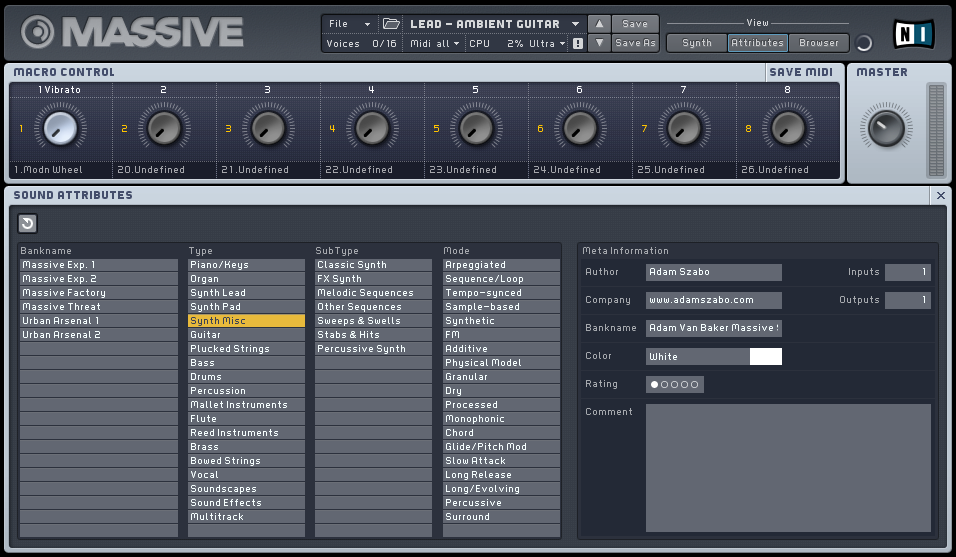 MASSIVE
File LEAD – AMBIENT GUITAR Save
Voices 0/16 Midi all CPU 2% Ultra ! Save As
View
Synth Attributes Browser
NI
MACRO CONTROL SAVE MIDI MASTER
1 Vibrato 2 3 4 5 6 7 8
1 2 3 4 5 6 7 8
1.Modn Wheel 20.Undefined 21.Undefined 22.Undefined 23.Undefined 24.Undefined 25.Undefined 26.Undefined
SOUND ATTRIBUTES
Bankname
Massive Exp. 1
Massive Exp. 2
Massive Factory
Massive Threat
Urban Arsenal 1
Urban Arsenal 2
Type
Piano/Keys
Organ
Synth Lead
Synth Pad
Synth Misc
Guitar
Plucked Strings
Bass
Drums
Percussion
Mallet Instruments
Flute
Reed Instruments
Brass
Bowed Strings
Vocal
Soundscapes
Sound Effects
Multitrack
SubType
Classic Synth
FX Synth
Melodic Sequences
Other Sequences
Sweeps & Swells
Stabs & Hits
Percussive Synth
Mode
Arpeggiated
Sequence/Loop
Tempo-synced
Sample-based
Synthetic
FM
Additive
Physical Model
Granular
Dry
Processed
Monophonic
Chord
Glide/Pitch Mod
Slow Attack
Long Release
Long/Evolving
Percussive
Surround
Meta Information
Author Adam Szabo Inputs 1
Company www.adamszabo.com Outputs 1
Bankname Adam Van Baker Massive
Color White
Rating
Comment